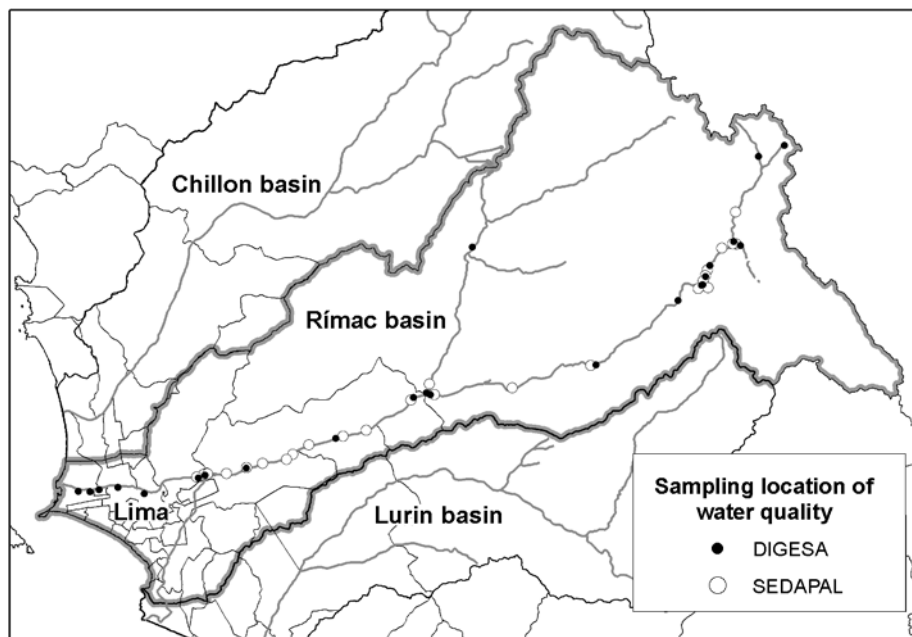 Chillon basin
Rímac basin
Lima
Lurin basin
Sampling location of
water quality
DIGESA
SEDAPAL